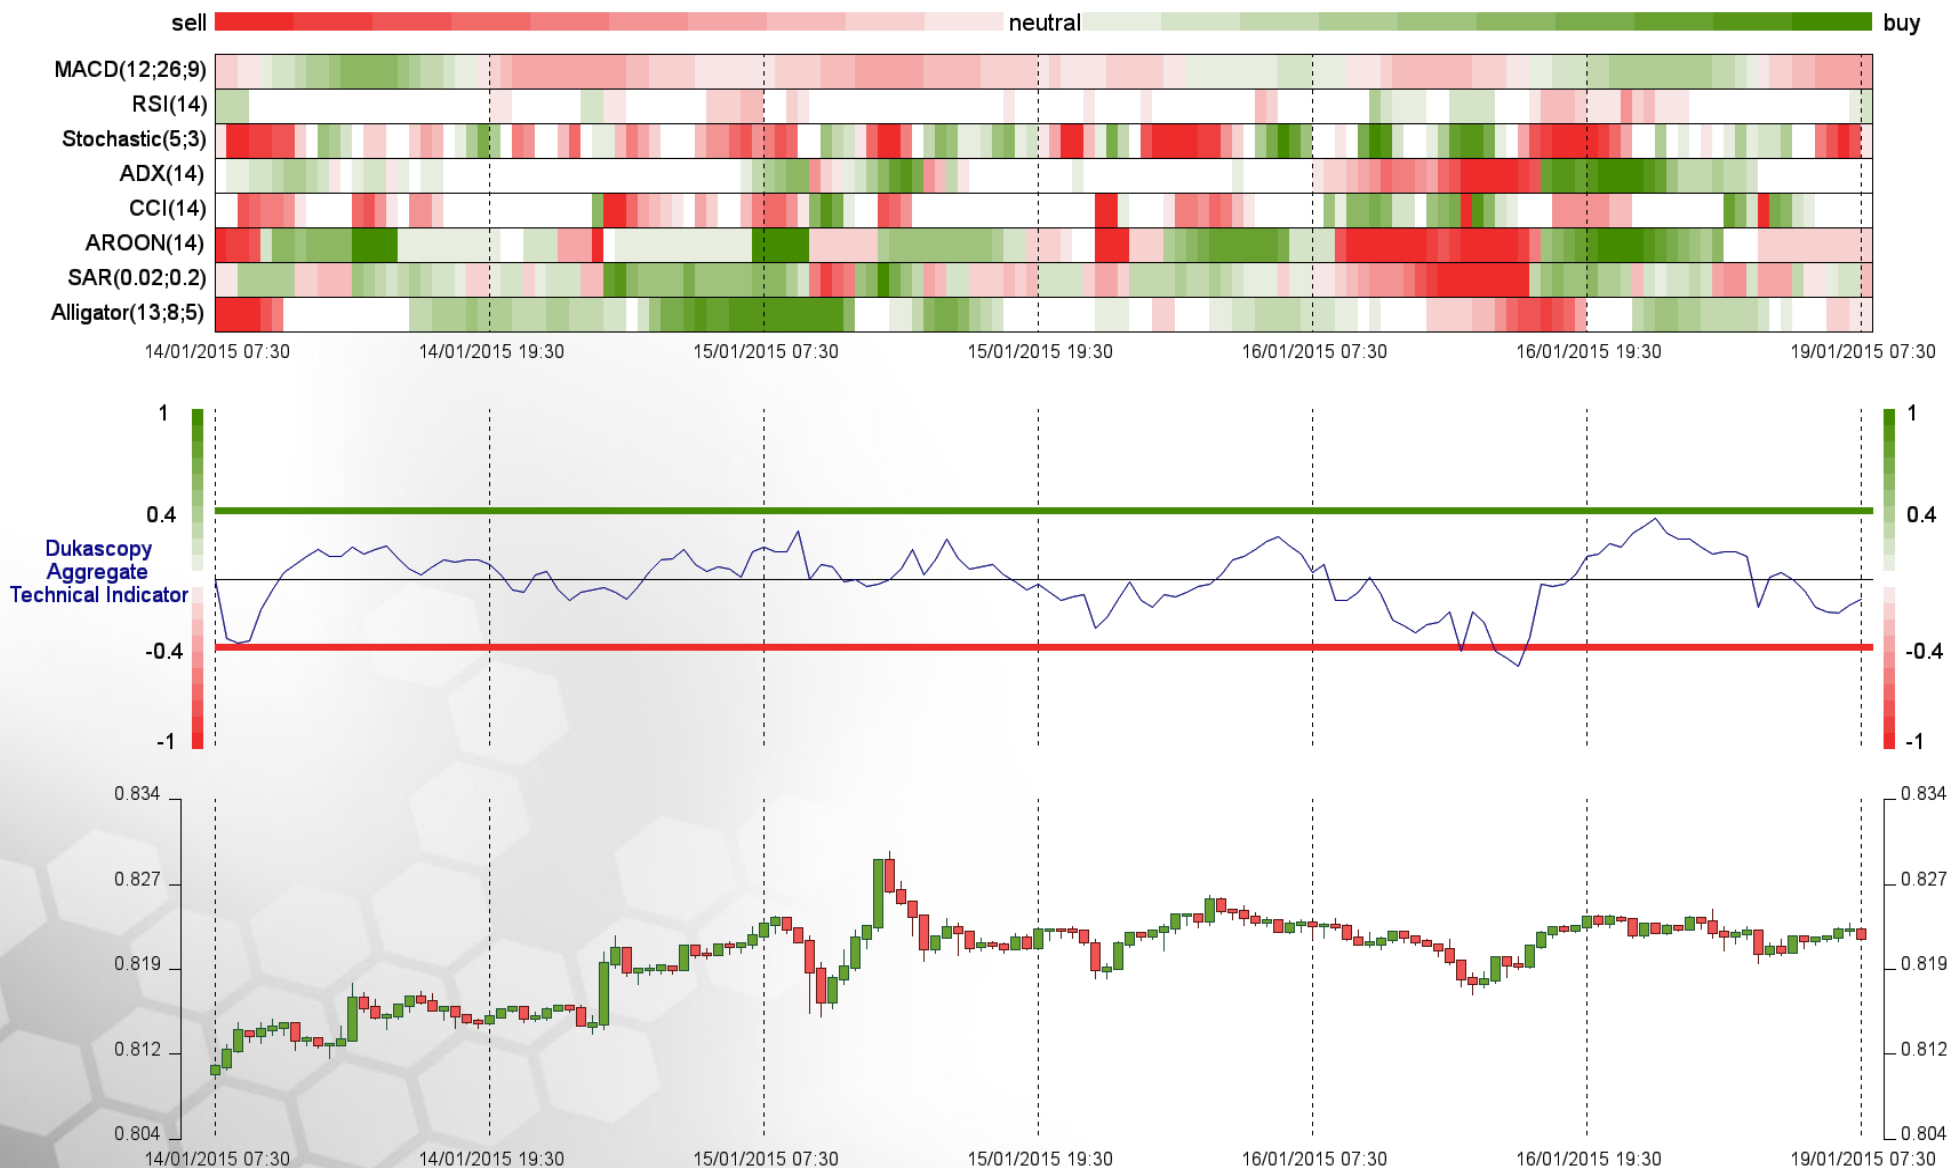 sell neutral buy
MACD(12;26;9)
RSI(14)
Stochastic(5;3)
ADX(14)
CCI(14)
AROON(14)
SAR(0.02;0.2)
Alligator(13;8;5)
14/01/2015 07:30 14/01/2015 19:30 15/01/2015 07:30 15/01/2015 19:30 16/01/2015 07:30 16/01/2015 19:30 19/01/2015 07:30
1 1
0.4 0.4
Dukascopy
Aggregate
Technical Indicator
-0.4 -0.4
-1 -1
0.834 0.834
0.827 0.827
0.819 0.819
0.812 0.812
0.804 0.804
14/01/2015 07:30 14/01/2015 19:30 15/01/2015 07:30 15/01/2015 19:30 16/01/2015 07:30 16/01/2015 19:30 19/01/2015 07:30